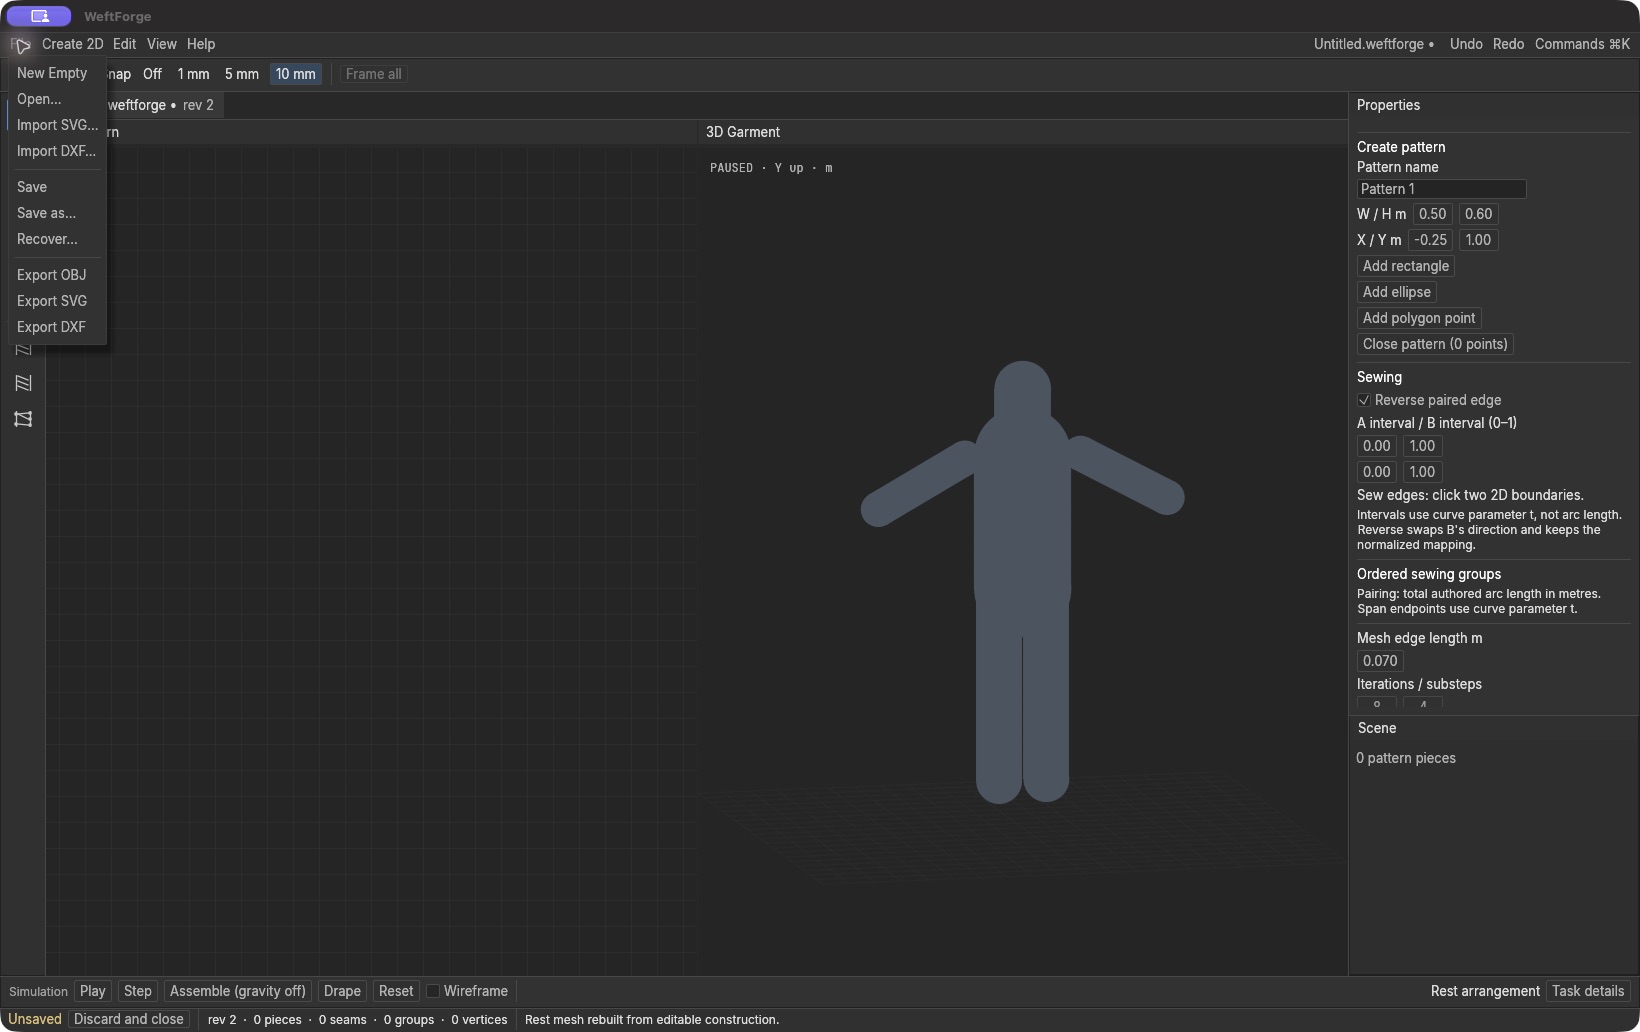 WeftForge
Create 2D Edit View Help
Untitled.weftforge • Undo Redo Commands ⌘K
New Empty
Open...
Import SVG...
Import DXF...
Save
Save as...
Recover...
Export OBJ
Export SVG
Export DXF
nap Off 1 mm 5 mm 10 mm Frame all
weftforge • rev 2
rn
3D Garment
PAUSED · Y up · m
Properties
Create pattern
Pattern name
Pattern 1
W / H m 0.50 0.60
X / Y m -0.25 1.00
Add rectangle
Add ellipse
Add polygon point
Close pattern (0 points)
Sewing
Reverse paired edge
A interval / B interval (0–1)
0.00 1.00
0.00 1.00
Sew edges: click two 2D boundaries.
Intervals use curve parameter t, not arc length.
Reverse swaps B's direction and keeps the
normalized mapping.
Ordered sewing groups
Pairing: total authored arc length in metres.
Span endpoints use curve parameter t.
Mesh edge length m
0.070
Iterations / substeps
Scene
0 pattern pieces
Simulation Play Step Assemble (gravity off) Drape Reset Wireframe
Rest arrangement Task details
Unsaved Discard and close rev 2 · 0 pieces · 0 seams · 0 groups · 0 vertices Rest mesh rebuilt from editable construction.